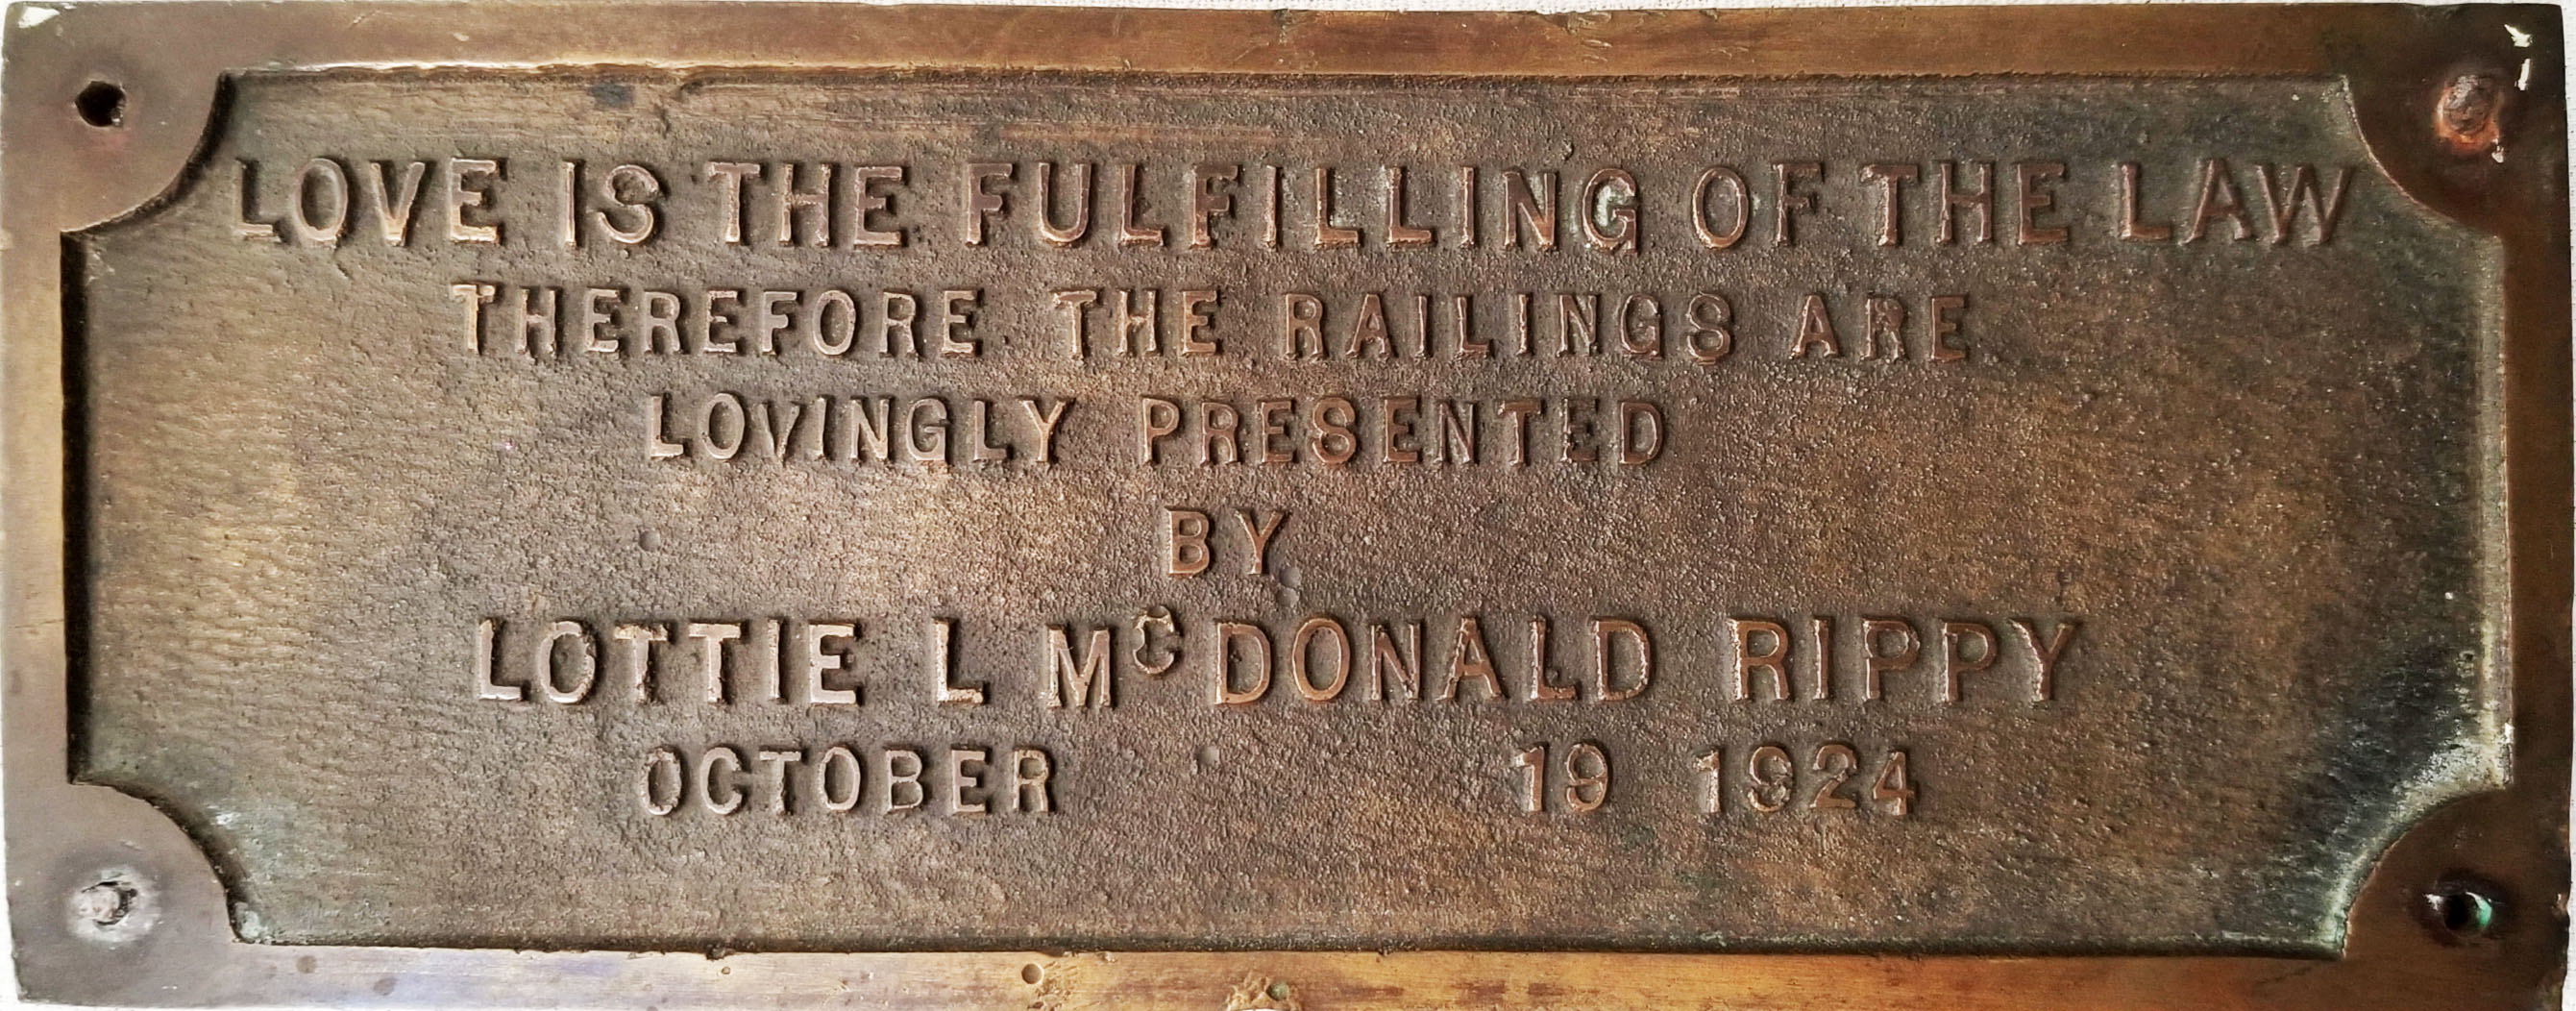 LOVE IS THE FULFILLING OF THE LAW
THEREFORE THE RAILINGS ARE
LOVINGLY PRESENTED
BY
LOTTIE L McDONALD RIPPY
OCTOBER 19 1924